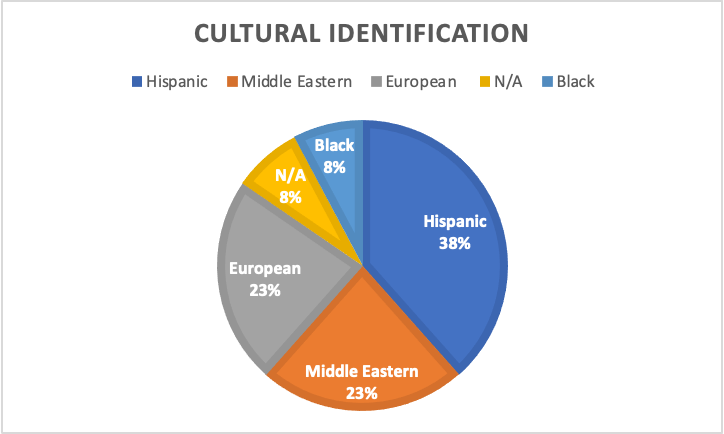 CULTURAL IDENTIFICATION
Hispanic Middle Eastern European N/A Black
Black
8%
N/A
8%
Hispanic
38%
European
23%
Middle Eastern
23%